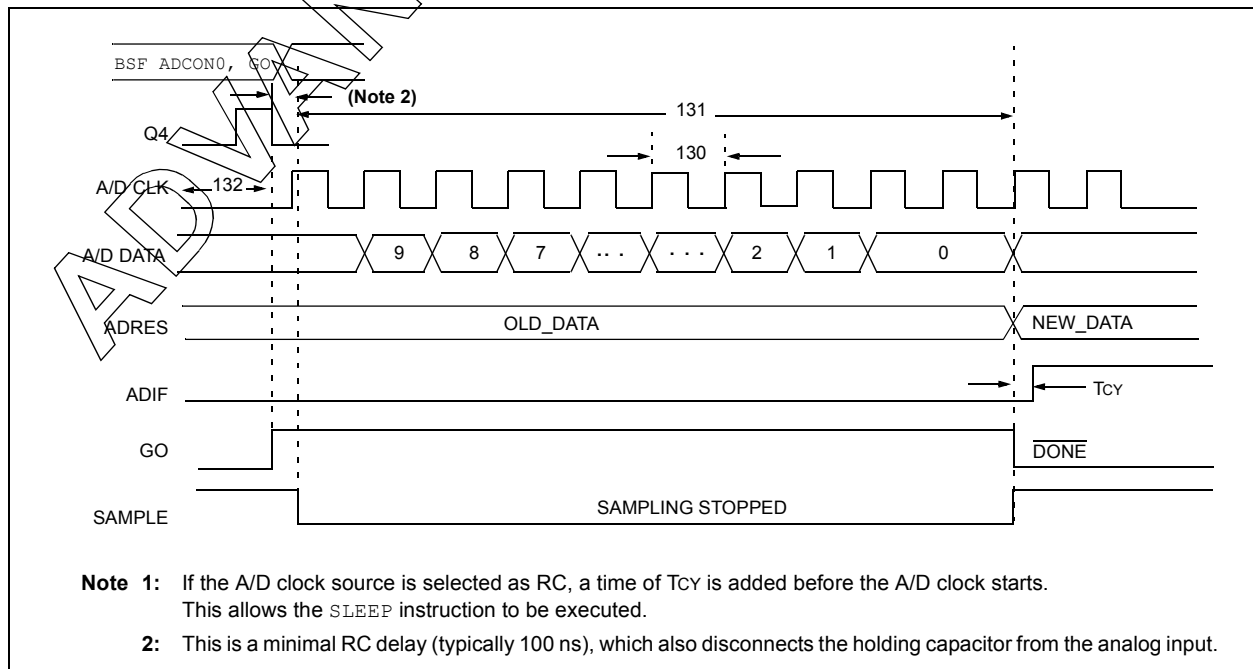 BSF ADCON0, GO
(Note 2)
131
Q4
130
A/D CLK
132
A/D DATA
9 8 7 ... ... 2 1 0
ADRES
OLD_DATA
NEW_DATA
ADIF
TCY
GO
DONE
SAMPLE
SAMPLING STOPPED
Note 1: If the A/D clock source is selected as RC, a time of TCY is added before the A/D clock starts.
This allows the SLEEP instruction to be executed.
2: This is a minimal RC delay (typically 100 ns), which also disconnects the holding capacitor from the analog input.